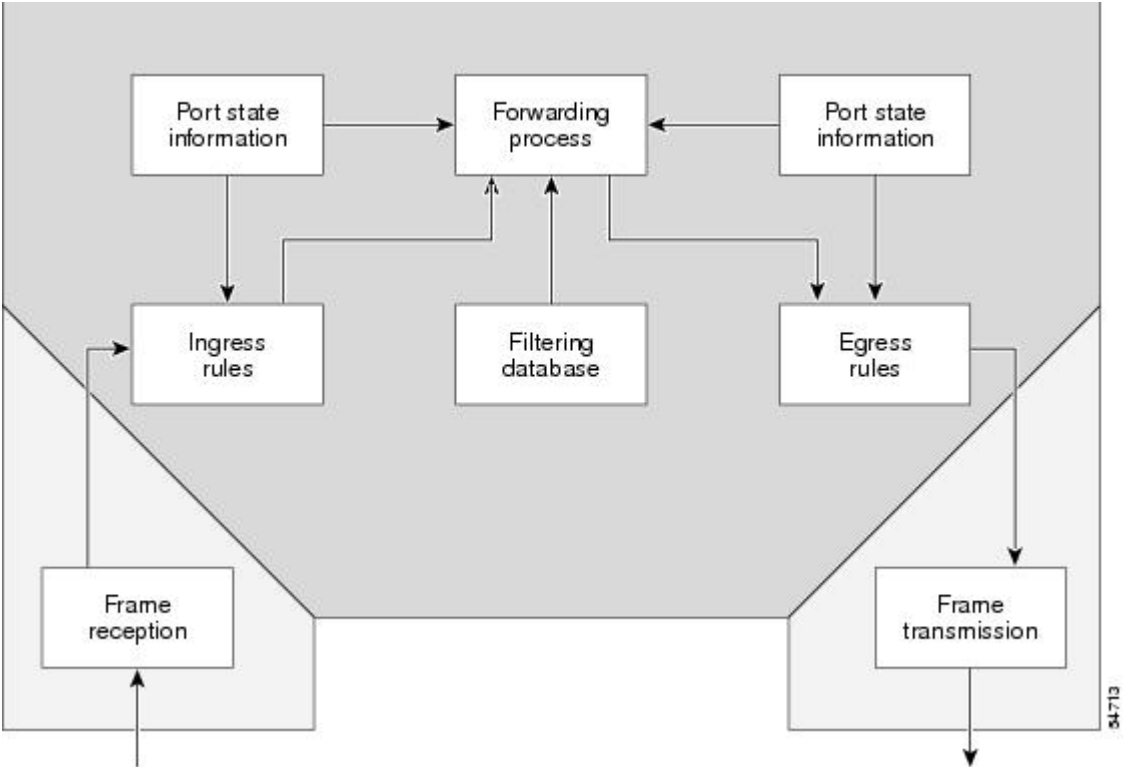 Port state
information
Forwarding
process
Port state
information
Ingress
rules
Filtering
database
Egress
rules
Frame
reception
Frame
transmission
54713